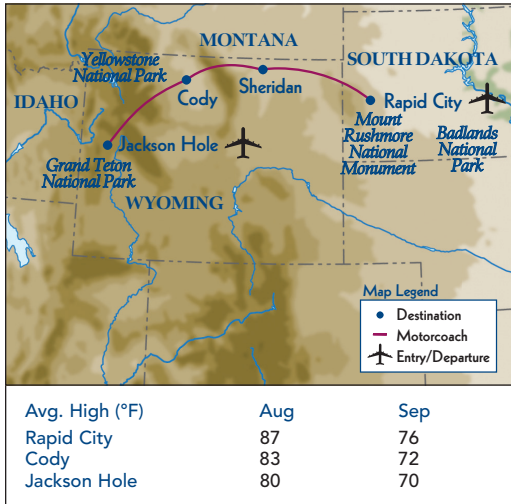 MONTANA
Yellowstone
National Park
SOUTH DAKOTA
Cody
Sheridan
IDAHO
Rapid City
Mount
Rushmore
National
Monument
Badlands
National
Park
Jackson Hole
Grand Teton
National Park
WYOMING
Map Legend
Destination
Motorcoach
Entry/Departure
Avg. High (°F) Aug Sep
Rapid City 87 76
Cody 83 72
Jackson Hole 80 70